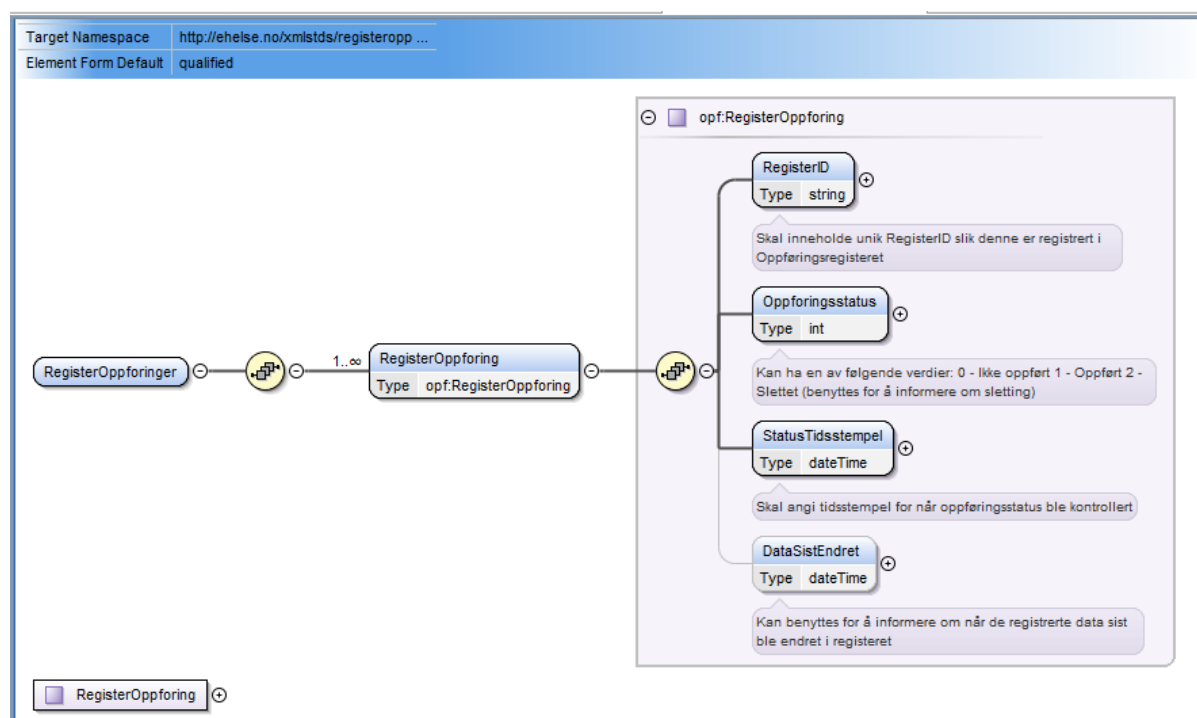 Target Namespace http://ehelse.no/xmlstds/registeropp ...
Element Form Default qualified
opf:RegisterOppforing
RegisterID
Type string
Skal inneholde unik RegisterID slik denne er registrert i
Oppføringsregisteret
Oppforingsstatus
Type int
Kan ha en av følgende verdier: 0 - Ikke oppført 1 - Oppført 2 -
Slettet (benyttes for å informere om sletting)
RegisterOppforinger
1..∞
RegisterOppforing
Type opf:RegisterOppforing
StatusTidsstempel
Type dateTime
Skal angi tidsstempel for når oppføringsstatus ble kontrollert
DataSistEndret
Type dateTime
Kan benyttes for å informere om når de registrerte data sist
ble endret i registeret
RegisterOppforing